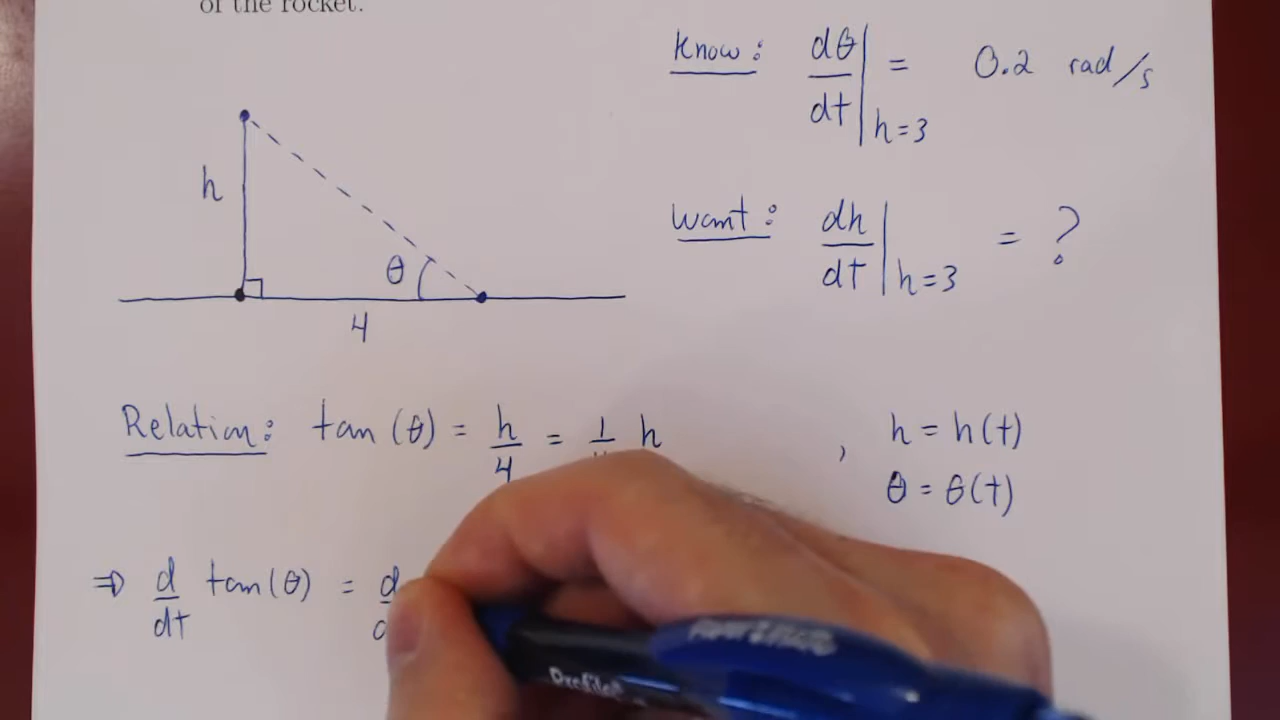 of the rocket.
Know: dθ/dt |h=3 = 0.2 rad/s
h
θ
4
Want: dh/dt |h=3 = ?
Relation: tan(θ) = h/4 = 1/ h , h = h(t)
θ = θ(t)
⇒ d/dt tan(θ) = d